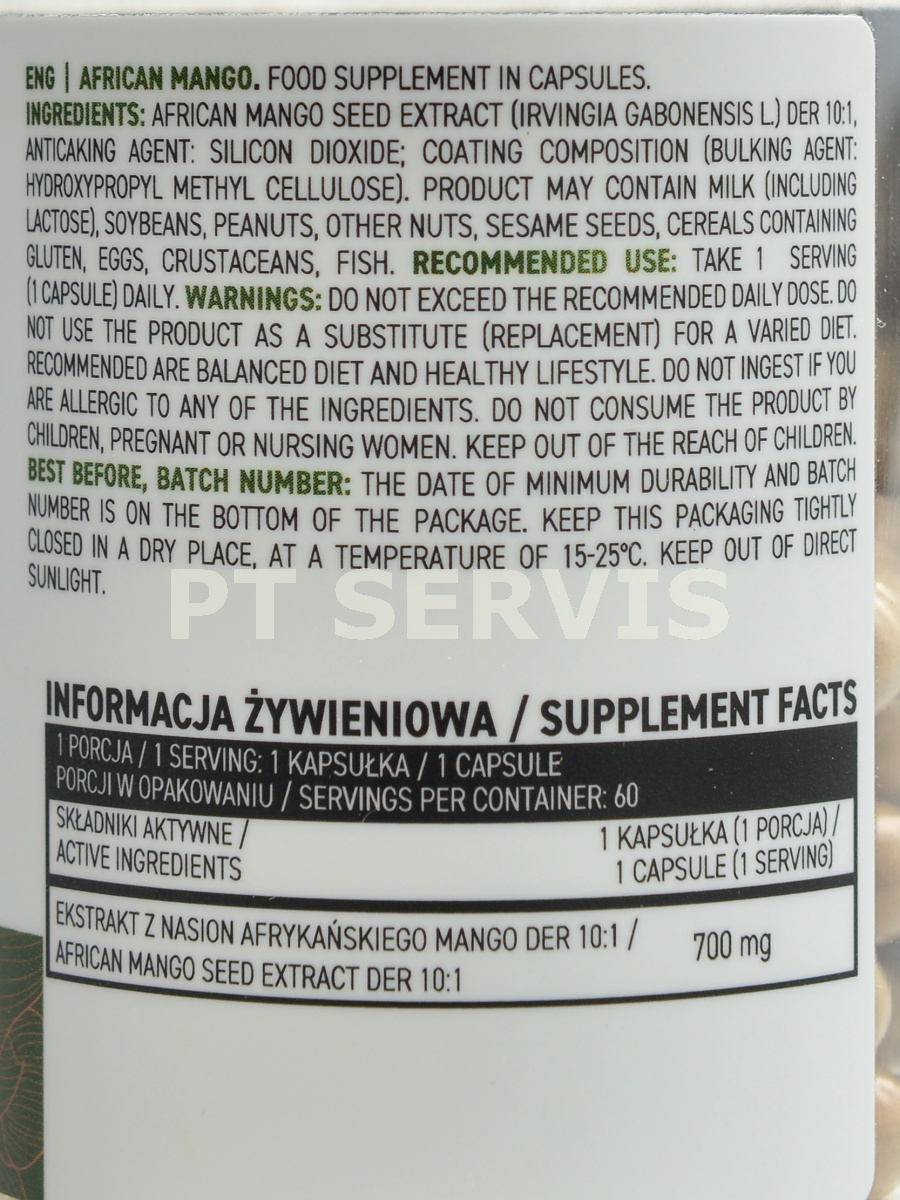 ENG | AFRICAN MANGO. FOOD SUPPLEMENT IN CAPSULES.
INGREDIENTS: AFRICAN MANGO SEED EXTRACT (IRVINGIA GABONENSIS L.) DER 10:1,
ANTICAKING AGENT: SILICON DIOXIDE; COATING COMPOSITION (BULKING AGENT:
HYDROXYPROPYL METHYL CELLULOSE). PRODUCT MAY CONTAIN MILK (INCLUDING
LACTOSE), SOYBEANS, PEANUTS, OTHER NUTS, SESAME SEEDS, CEREALS CONTAINING
GLUTEN, EGGS, CRUSTACEANS, FISH. RECOMMENDED USE: TAKE 1 SERVING
(1 CAPSULE) DAILY. WARNINGS: DO NOT EXCEED THE RECOMMENDED DAILY DOSE. DO
NOT USE THE PRODUCT AS A SUBSTITUTE (REPLACEMENT) FOR A VARIED DIET.
RECOMMENDED ARE BALANCED DIET AND HEALTHY LIFESTYLE. DO NOT INGEST IF YOU
ARE ALLERGIC TO ANY OF THE INGREDIENTS. DO NOT CONSUME THE PRODUCT BY
CHILDREN, PREGNANT OR NURSING WOMEN. KEEP OUT OF THE REACH OF CHILDREN.
BEST BEFORE, BATCH NUMBER: THE DATE OF MINIMUM DURABILITY AND BATCH
NUMBER IS ON THE BOTTOM OF THE PACKAGE. KEEP THIS PACKAGING TIGHTLY
CLOSED IN A DRY PLACE, AT A TEMPERATURE OF 15-25°C. KEEP OUT OF DIRECT
SUNLIGHT.
PT SERVIS
INFORMACJA ŻYWIENIOWA / SUPPLEMENT FACTS
1 PORCJA / 1 SERVING: 1 KAPSUŁKA / 1 CAPSULE
PORCJI W OPAKOWANIU / SERVINGS PER CONTAINER: 60
SKŁADNIKI AKTYWNE / 1 KAPSUŁKA (1 PORCJA) /
ACTIVE INGREDIENTS 1 CAPSULE (1 SERVING)
EKSTRAKT Z NASION AFRYKAŃSKIEGO MANGO DER 10:1 / 700 mg
AFRICAN MANGO SEED EXTRACT DER 10:1